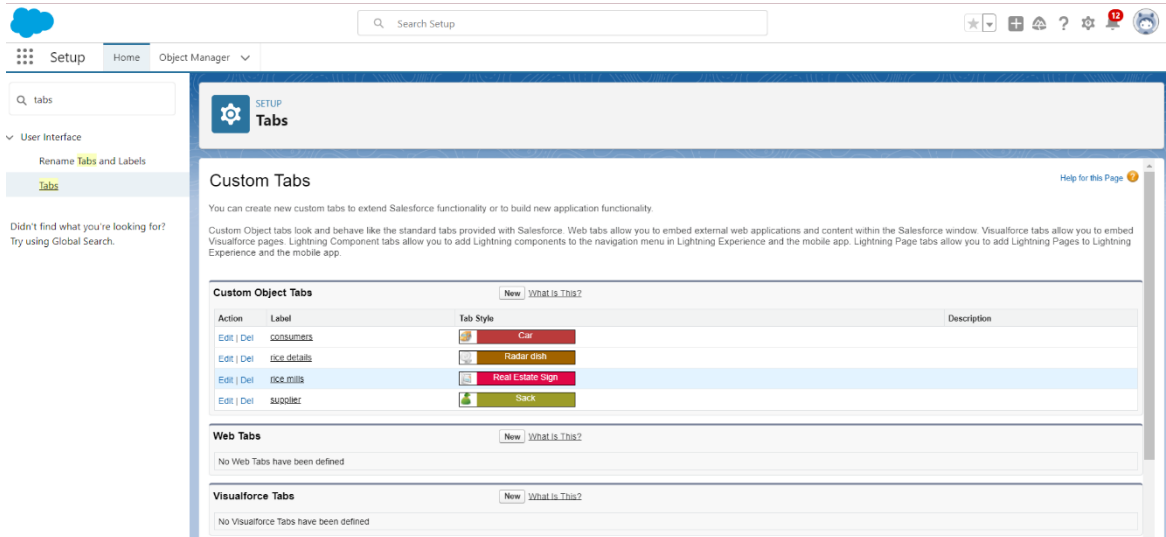 Search Setup
12
Setup
Home
Object Manager
tabs
User Interface
Rename Tabs and Labels
Tabs
Didn't find what you're looking for?
Try using Global Search.
SETUP
Tabs
Custom Tabs
Help for this Page
You can create new custom tabs to extend Salesforce functionality or to build new application functionality.
Custom Object tabs look and behave like the standard tabs provided with Salesforce. Web tabs allow you to embed external web applications and content within the Salesforce window. Visualforce tabs allow you to embed
Visualforce pages. Lightning Component tabs allow you to add Lightning components to the navigation menu in Lightning Experience and the mobile app. Lightning Page tabs allow you to add Lightning Pages to Lightning
Experience and the mobile app.
Custom Object Tabs New What Is This?
Action Label Tab Style Description
Edit | Del consumers Car
Edit | Del rice details Radar dish
Edit | Del rice mills Real Estate Sign
Edit | Del supplier Sack
Web Tabs New What Is This?
No Web Tabs have been defined
Visualforce Tabs New What Is This?
No Visualforce Tabs have been defined